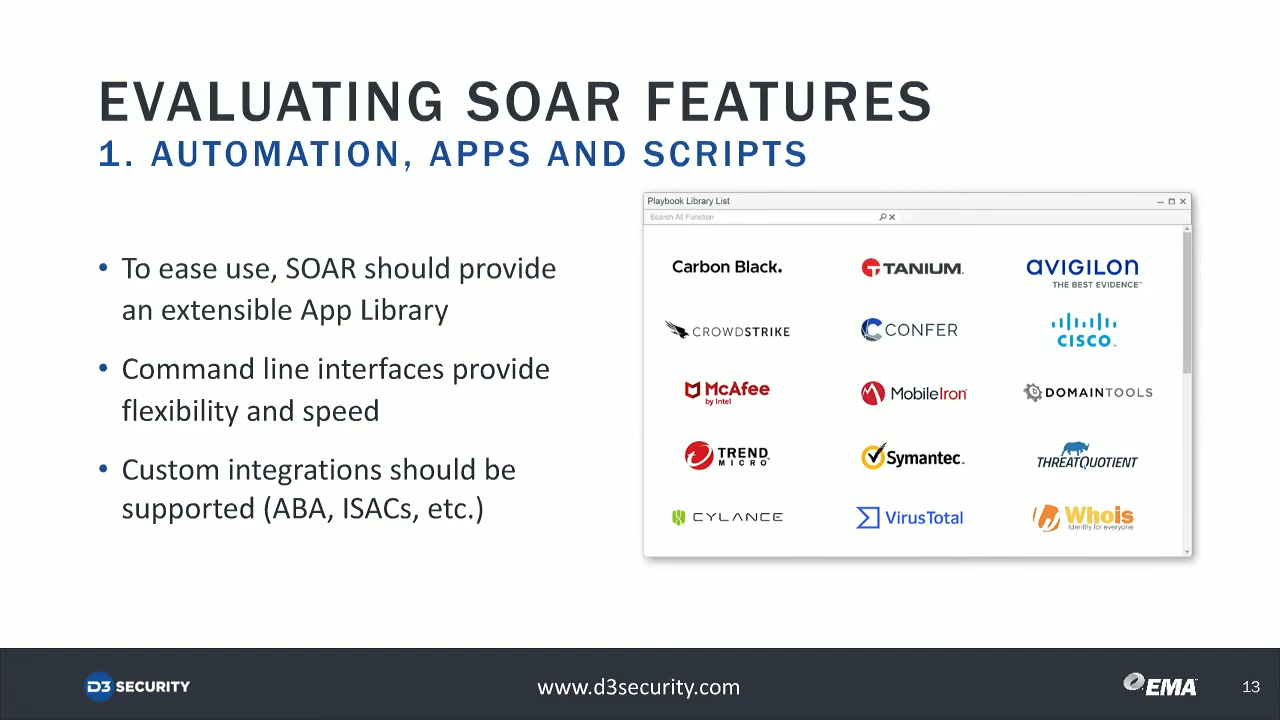 EVALUATING SOAR FEATURES
1. AUTOMATION, APPS AND SCRIPTS
• To ease use, SOAR should provide
an extensible App Library
• Command line interfaces provide
flexibility and speed
• Custom integrations should be
supported (ABA, ISACs, etc.)
Playbook Library List
Search All Function
Carbon Black.
TANIUM.
AVIGILON
THE BEST EVIDENCE™
CROWDSTRIKE
CONFER
CISCO.
McAfee
by Intel
MobileIron
DOMAINTOOLS
TREND
MICRO
Symantec.
THREATQUOTIENT
CYLANCE
VirusTotal
Whois
Identity for everyone
D3 SECURITY
www.d3security.com
EMA
13